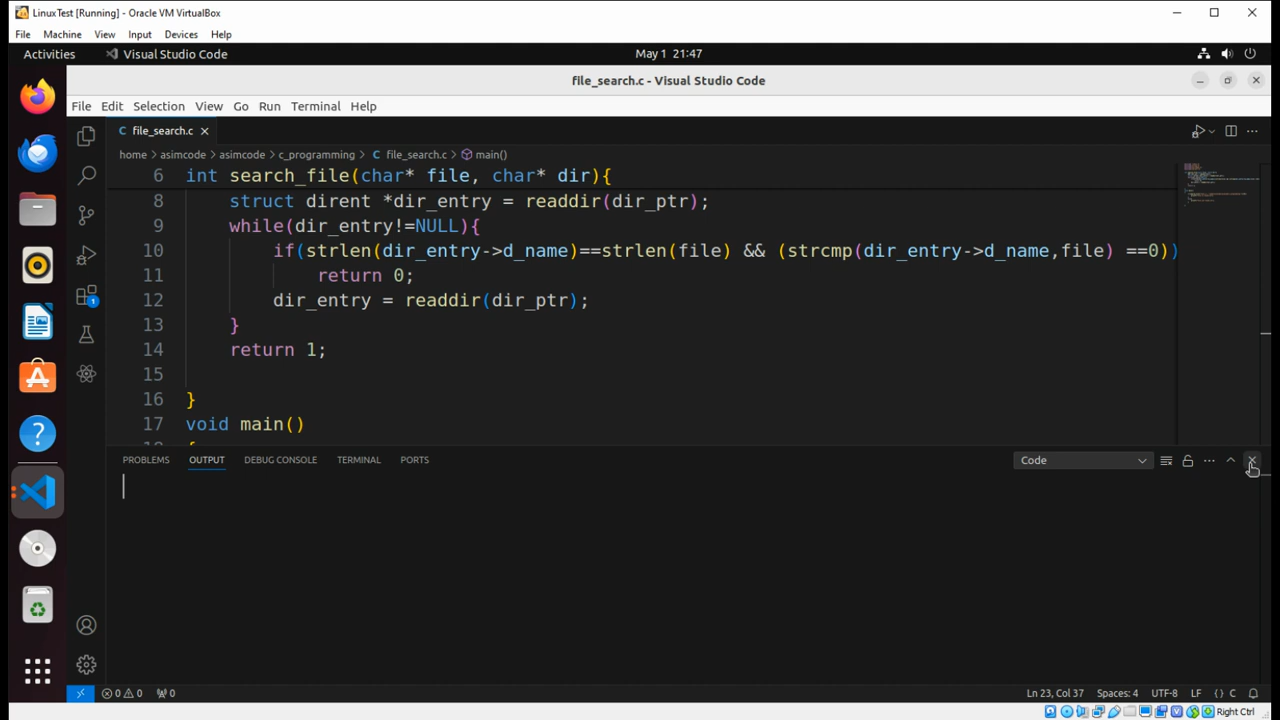 LinuxTest [Running] - Oracle VM VirtualBox
File Machine View Input Devices Help
Activities Visual Studio Code May 1 21:47
file_search.c - Visual Studio Code
File Edit Selection View Go Run Terminal Help
C file_search.c
home > asimcode > asimcode > c_programming > C file_search.c > main()
6 int search_file(char* file, char* dir){
8 struct dirent *dir_entry = readdir(dir_ptr);
9 while(dir_entry!=NULL){
10 if(strlen(dir_entry->d_name)==strlen(file) && (strcmp(dir_entry->d_name,file) ==0))
11 return 0;
12 dir_entry = readdir(dir_ptr);
13 }
14 return 1;
15
16 }
17 void main()
PROBLEMS OUTPUT DEBUG CONSOLE TERMINAL PORTS Code
0 0 0 Ln 23, Col 37 Spaces: 4 UTF-8 LF {} C
Right Ctrl